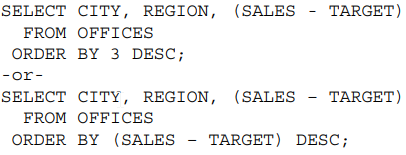 SELECT CITY, REGION, (SALES - TARGET)
FROM OFFICES
ORDER BY 3 DESC;
-or-
SELECT CITY, REGION, (SALES – TARGET)
FROM OFFICES
ORDER BY (SALES – TARGET) DESC;